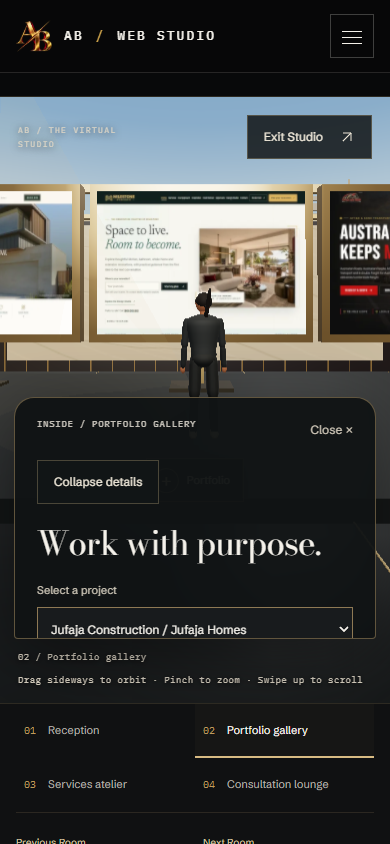 AB
AB / WEB STUDIO
AB / THE VIRTUAL
STUDIO
Exit Studio
Space to live.
Room to become.
AUSTRA
KEEPS
INSIDE / PORTFOLIO GALLERY
Close ×
Collapse details
Work with purpose.
Select a project
Jufaja Construction / Jufaja Homes
02 / Portfolio gallery
Drag sideways to orbit · Pinch to zoom · Swipe up to scroll
01 Reception
02 Portfolio gallery
03 Services atelier
04 Consultation lounge
Previous Room
Next Room